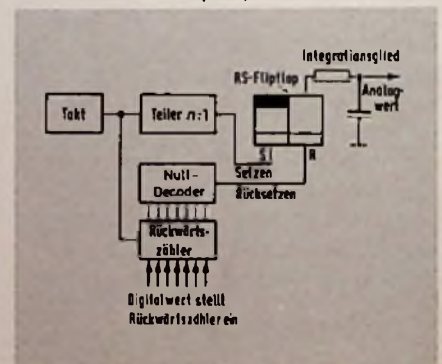 Integrationsglied
RS-Flipflop
Analog-
wert
Takt
Teiler n:1
S
R
Setzen
Rücksetzen
Null-
Decoder
Rückwärts-
zähler
Digitalwert stellt
Rückwärtszähler ein